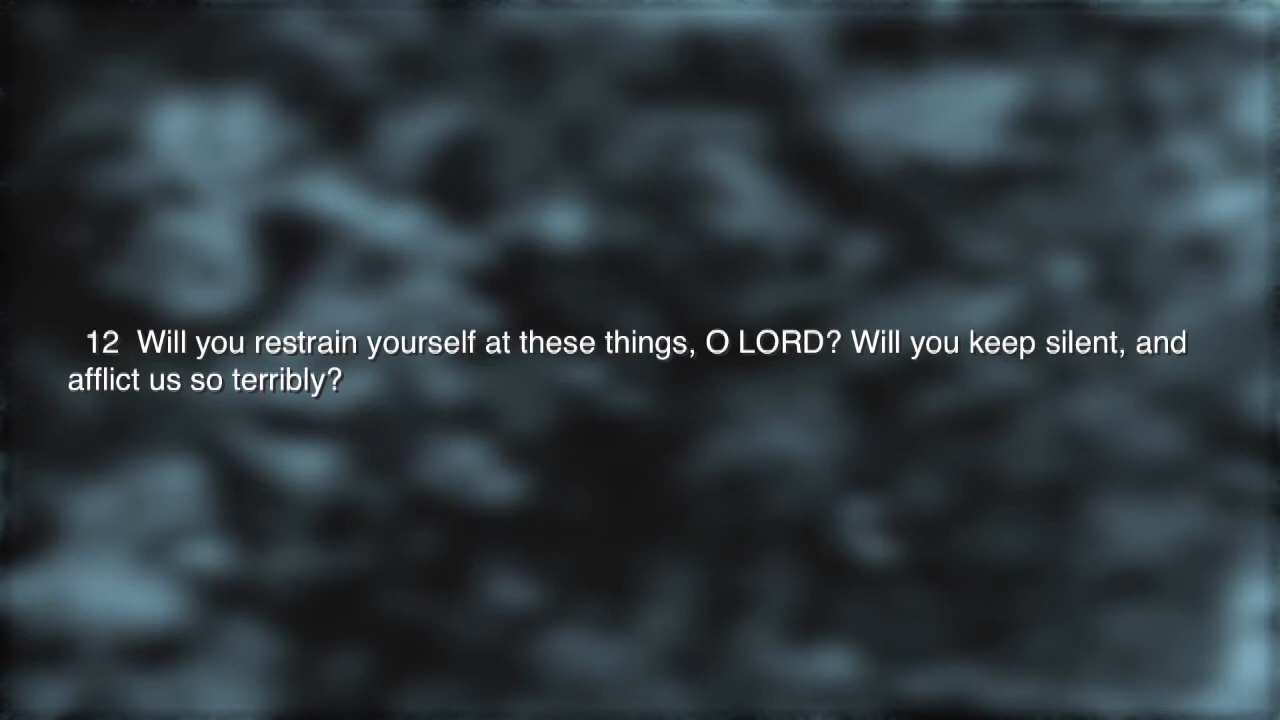 12 Will you restrain yourself at these things, O LORD? Will you keep silent, and
afflict us so terribly?